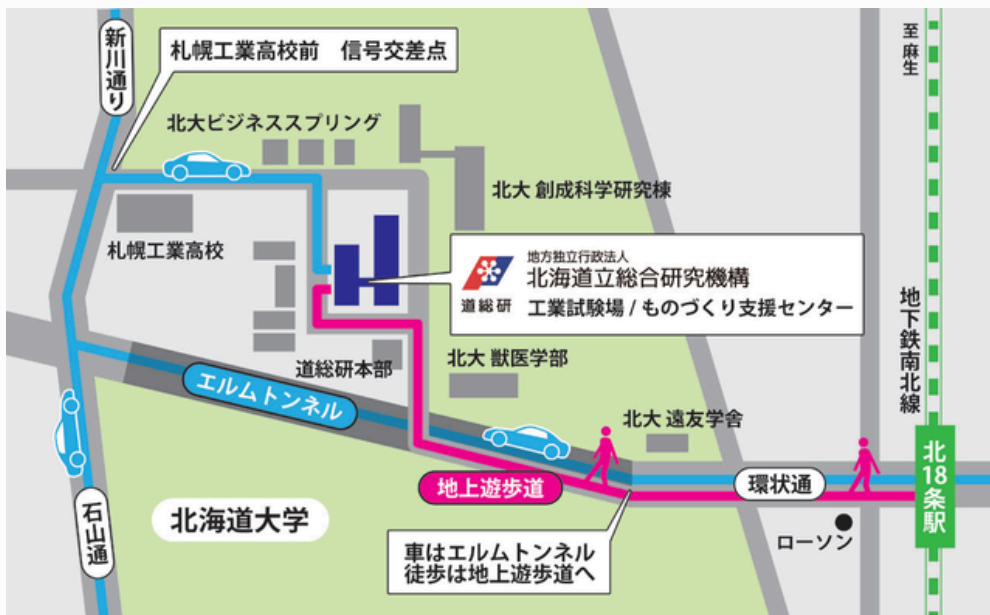 新川通り
札幌工業高校前　信号交差点
至麻生
北大ビジネススプリング
北大 創成科学研究棟
札幌工業高校
道総研
地方独立行政法人
北海道立総合研究機構
工業試験場 / ものづくり支援センター
地下鉄南北線
道総研本部
北大 獣医学部
エルムトンネル
北大 遠友学舎
北18条駅
地上遊歩道
環状通
石山通
北海道大学
ローソン
車はエルムトンネル
徒歩は地上遊歩道へ